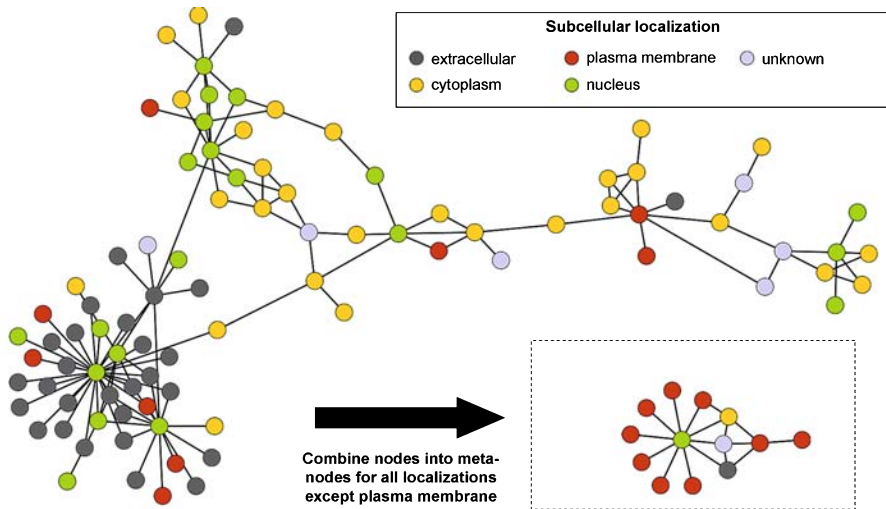 Subcellular localization
extracellular
plasma membrane
unknown
cytoplasm
nucleus
Combine nodes into meta-
nodes for all localizations
except plasma membrane